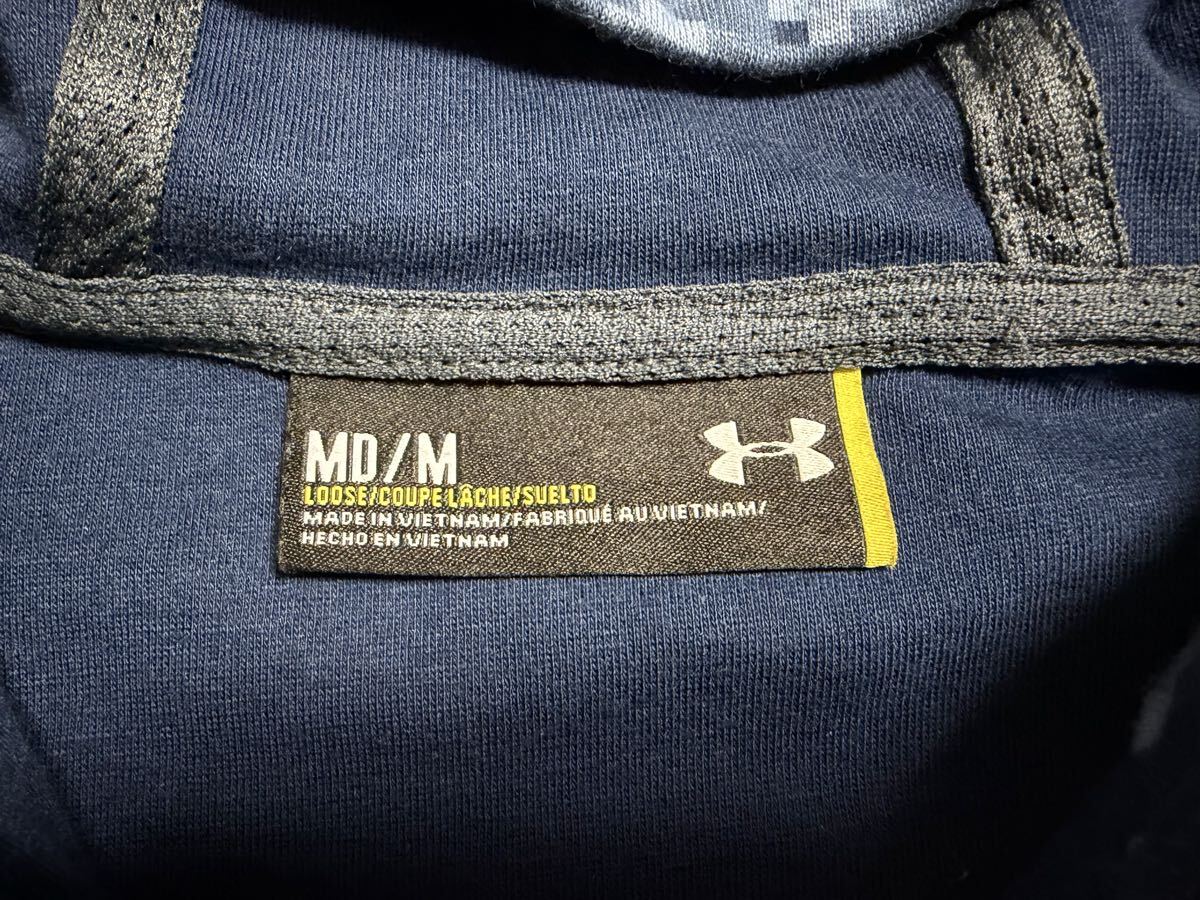 MD/M
LOOSE/COUPE LÂCHE/SUELTO
MADE IN VIETNAM/FABRIQUÉ AU VIETNAM/
HECHO EN VIETNAM